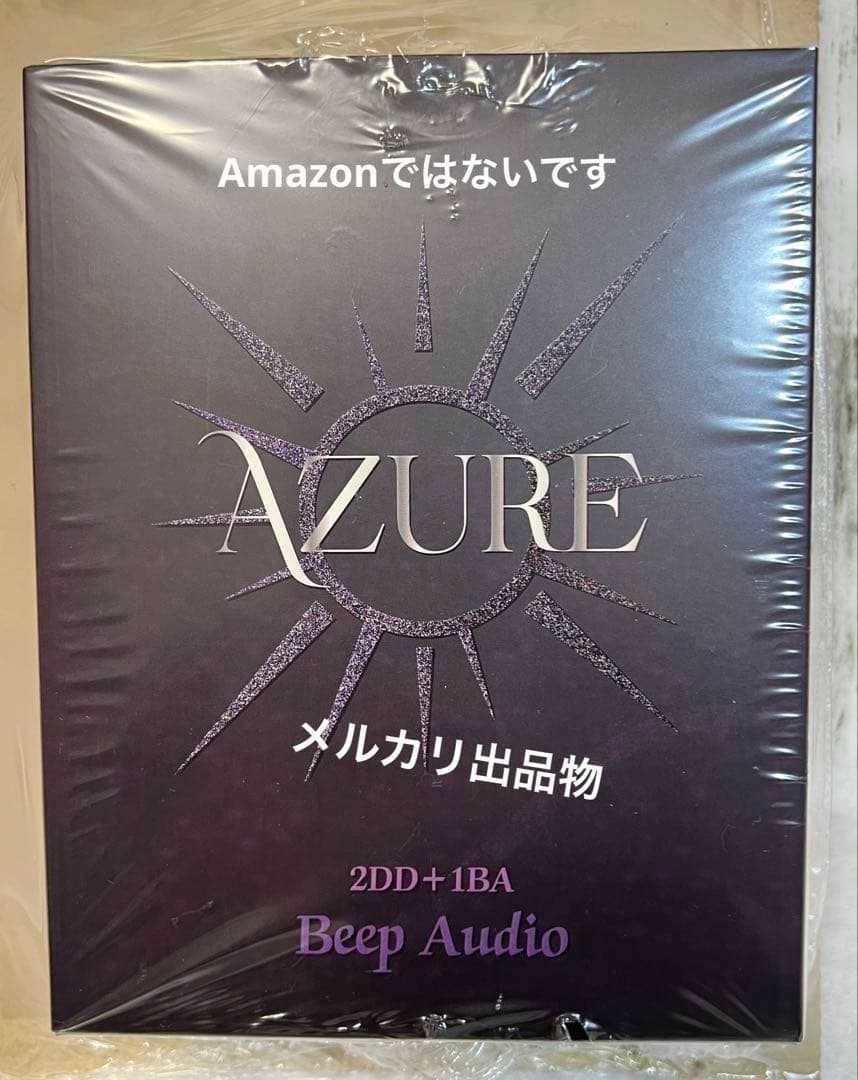 Amazonではないです
AZURE
メルカリ出品物
2DD+1BA
Beep Audio